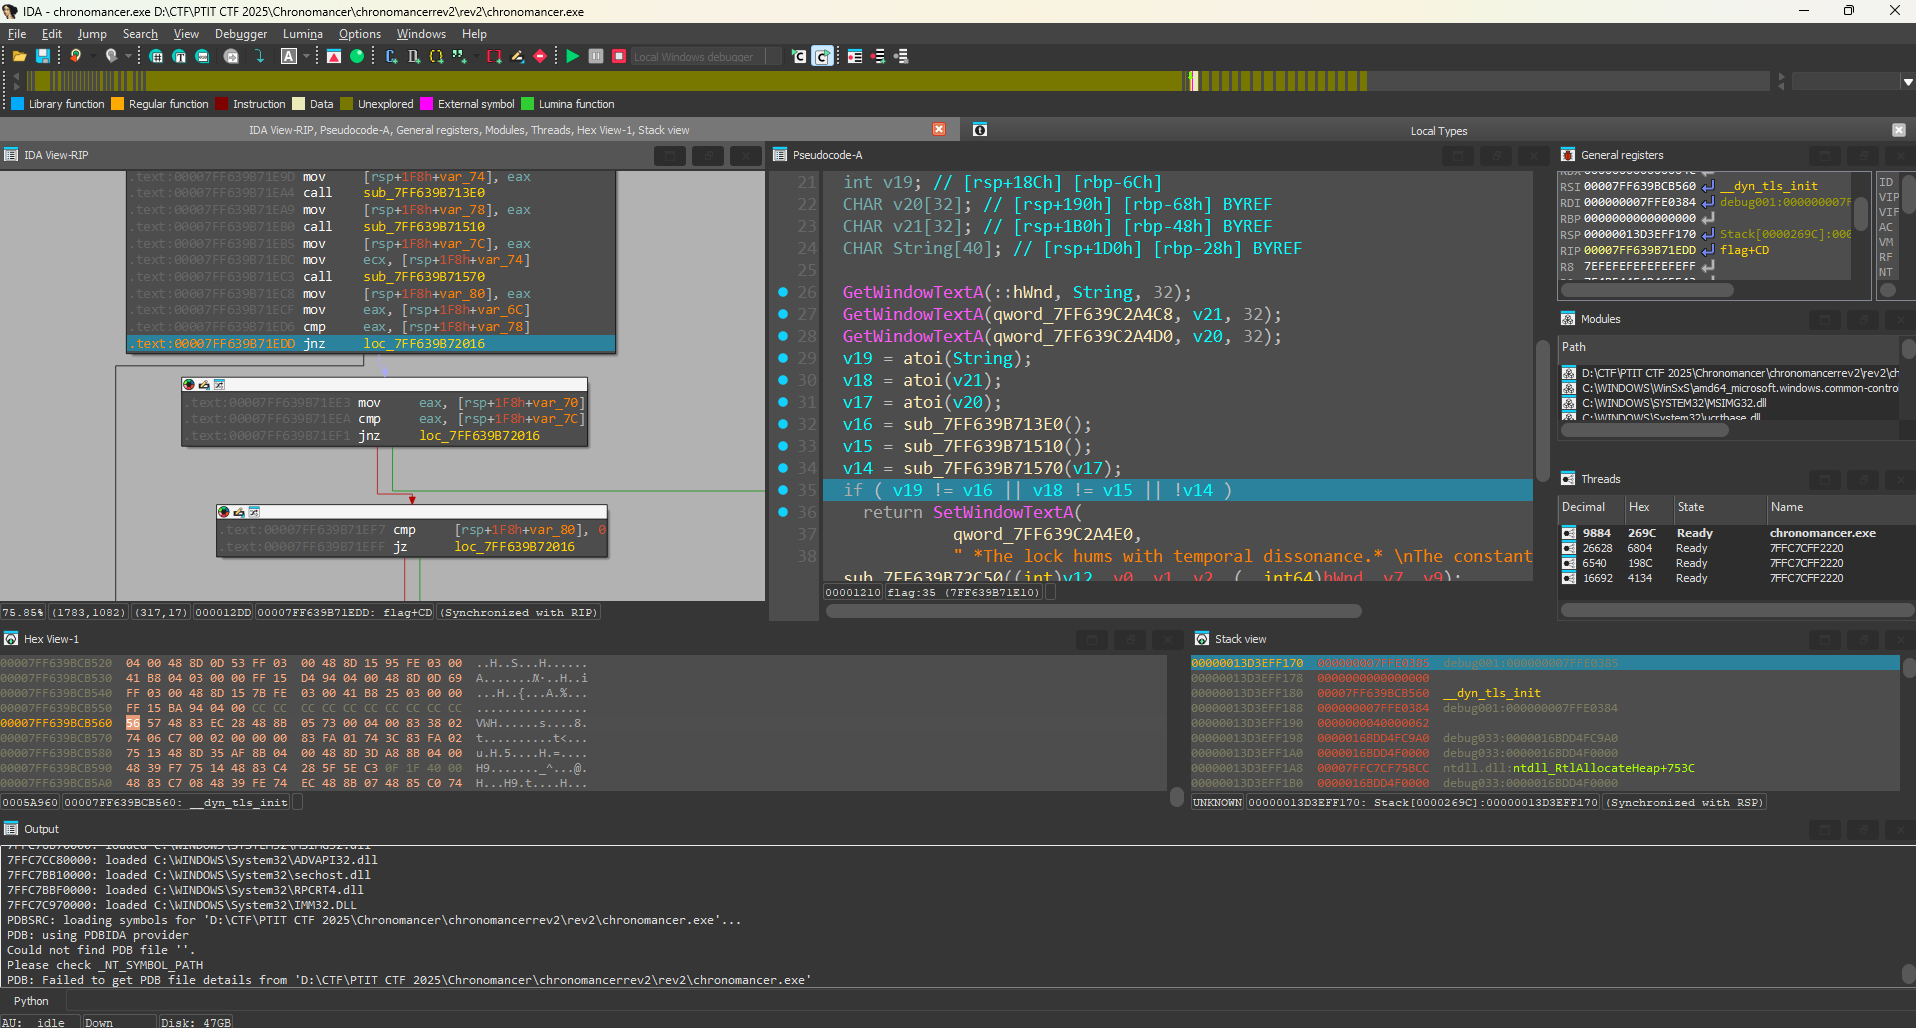 IDA - chronomancer.exe D:\CTF\PTIT CTF 2025\Chronomancer\chronomancerrev2\rev2\chronomancer.exe
File Edit Jump Search View Debugger Lumina Options Windows Help
Local Windows debugger
Library function Regular function Instruction Data Unexplored External symbol Lumina function
IDA View-RIP, Pseudocode-A, General registers, Modules, Threads, Hex View-1, Stack view
Local Types
IDA View-RIP
.text:00007FF639B71E9D mov [rsp+1F8h+var_74], eax
.text:00007FF639B71EA4 call sub_7FF639B713E0
.text:00007FF639B71EA9 mov [rsp+1F8h+var_78], eax
.text:00007FF639B71EB0 call sub_7FF639B71510
.text:00007FF639B71EB5 mov [rsp+1F8h+var_7C], eax
.text:00007FF639B71EBC mov ecx, [rsp+1F8h+var_74]
.text:00007FF639B71EC3 call sub_7FF639B71570
.text:00007FF639B71EC8 mov [rsp+1F8h+var_80], eax
.text:00007FF639B71ECF mov eax, [rsp+1F8h+var_6C]
.text:00007FF639B71ED6 cmp eax, [rsp+1F8h+var_78]
.text:00007FF639B71EDD jnz loc_7FF639B72016
.text:00007FF639B71EE3 mov eax, [rsp+1F8h+var_70]
.text:00007FF639B71EEA cmp eax, [rsp+1F8h+var_7C]
.text:00007FF639B71EF1 jnz loc_7FF639B72016
.text:00007FF639B71EF7 cmp [rsp+1F8h+var_80], 0
.text:00007FF639B71EFF jz loc_7FF639B72016
75.85% (1783,1082) (317,17) 000012DD 00007FF639B71EDD: flag+CD (Synchronized with RIP)
Pseudocode-A
21 int v19; // [rsp+18Ch] [rbp-6Ch]
22 CHAR v20[32]; // [rsp+190h] [rbp-68h] BYREF
23 CHAR v21[32]; // [rsp+1B0h] [rbp-48h] BYREF
24 CHAR String[40]; // [rsp+1D0h] [rbp-28h] BYREF
25
26 GetWindowTextA(::hWnd, String, 32);
27 GetWindowTextA(qword_7FF639C2A4C8, v21, 32);
28 GetWindowTextA(qword_7FF639C2A4D0, v20, 32);
29 v19 = atoi(String);
30 v18 = atoi(v21);
31 v17 = atoi(v20);
32 v16 = sub_7FF639B713E0();
33 v15 = sub_7FF639B71510();
34 v14 = sub_7FF639B71570(v17);
35 if ( v19 != v16 || v18 != v15 || !v14 )
36 return SetWindowTextA(
37 qword_7FF639C2A4E0,
38 " *The lock hums with temporal dissonance.* \nThe constant
sub_7FF639B72C50((int)v12, v0, v1, v2, (__int64)hWnd, v7, v9);
00001210 flag:35 (7FF639B71E10)
General registers
RSI 00007FF639BCB560 __dyn_tls_init
RDI 000000007FFE0384 debug001:000000007F
RBP 0000000000000000
RSP 00000013D3EFF170 Stack[0000269C]:000
RIP 00007FF639B71EDD flag+CD
R8 7EFEFEFEFEFEFEFF
ID
VIP
VIF
AC
VM
RF
NT
Modules
Path
D:\CTF\PTIT CTF 2025\Chronomancer\chronomancerrev2\rev2\ch
C:\WINDOWS\WinSxS\amd64_microsoft.windows.common-contro
C:\WINDOWS\SYSTEM32\MSIMG32.dll
C:\WINDOWS\System32\ucrtbase.dll
Threads
Decimal Hex State Name
9884 269C Ready chronomancer.exe
26628 6804 Ready 7FFC7CFF2220
6540 198C Ready 7FFC7CFF2220
16692 4134 Ready 7FFC7CFF2220
Hex View-1
00007FF639BCB520 04 00 48 8D 0D 53 FF 03 00 48 8D 15 95 FE 03 00 ..H..S...H......
00007FF639BCB530 41 B8 04 03 00 00 FF 15 D4 94 04 00 48 8D 0D 69
00007FF639BCB540 FF 03 00 48 8D 15 7B FE 03 00 41 B8 25 03 00 00 ...H..{...A.%...
00007FF639BCB550 FF 15 BA 94 04 00 CC CC CC CC CC CC CC CC CC CC ................
00007FF639BCB560 56 57 48 83 EC 28 48 8B 05 73 00 04 00 83 38 02 VWH..(H..s....8.
00007FF639BCB570 74 06 C7 00 02 00 00 00 83 FA 01 74 3C 83 FA 02 t..........t<...
00007FF639BCB580 75 13 48 8D 35 AF 8B 04 00 48 8D 3D A8 8B 04 00 u.H.5....H.=....
00007FF639BCB590 48 39 F7 75 14 48 83 C4 28 5F 5E C3 0F 1F 40 00 H9.u.H..(_^...@.
00007FF639BCB5A0 48 83 C7 08 48 39 FE 74 EC 48 8B 07 48 85 C0 74 H...H9.t.H..H..t
0005A960 00007FF639BCB560: __dyn_tls_init
Stack view
00000013D3EFF170 000000007FFE0385 debug001:000000007FFE0385
00000013D3EFF178 0000000000000000
00000013D3EFF180 00007FF639BCB560 __dyn_tls_init
00000013D3EFF188 000000007FFE0384 debug001:000000007FFE0384
00000013D3EFF190 0000000040000062
00000013D3EFF198 0000016BDD4FC9A0 debug033:0000016BDD4FC9A0
00000013D3EFF1A0 0000016BDD4F0000 debug033:0000016BDD4F0000
00000013D3EFF1A8 00007FFC7CF75BCC ntdll.dll:ntdll_RtlAllocateHeap+753C
00000013D3EFF1B0 0000016BDD4F0000 debug033:0000016BDD4F0000
UNKNOWN 00000013D3EFF170: Stack[0000269C]:00000013D3EFF170 (Synchronized with RSP)
Output
7FFC7CC80000: loaded C:\WINDOWS\System32\ADVAPI32.dll
7FFC7BB10000: loaded C:\WINDOWS\System32\sechost.dll
7FFC7BBF0000: loaded C:\WINDOWS\System32\RPCRT4.dll
7FFC7C970000: loaded C:\WINDOWS\System32\IMM32.DLL
PDBSRC: loading symbols for 'D:\CTF\PTIT CTF 2025\Chronomancer\chronomancerrev2\rev2\chronomancer.exe'...
PDB: using PDBIDA provider
Could not find PDB file ''.
Please check _NT_SYMBOL_PATH
PDB: Failed to get PDB file details from 'D:\CTF\PTIT CTF 2025\Chronomancer\chronomancerrev2\rev2\chronomancer.exe'
Python
AU: idle Down Disk: 47GB